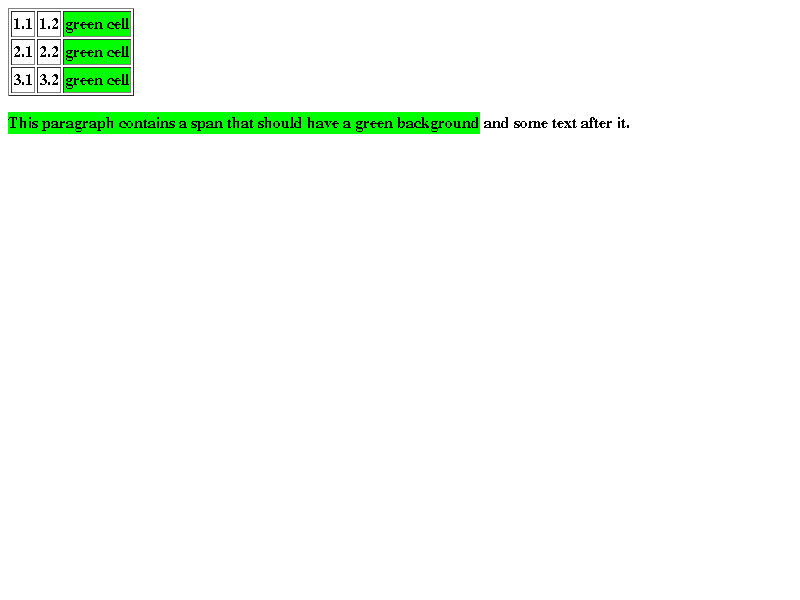 1.1 1.2 green cell
2.1 2.2 green cell
3.1 3.2 green cell
This paragraph contains a span that should have a green background and some text after it.